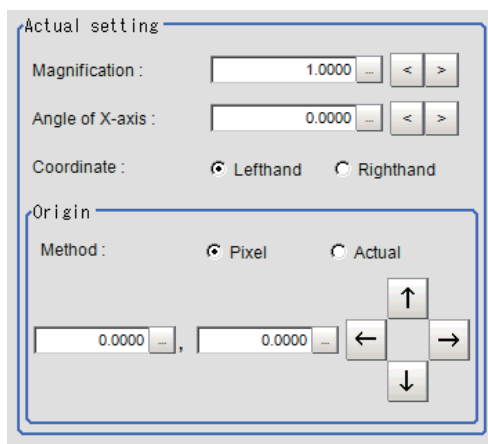 Actual setting
Magnification : 1.0000 ... < >
Angle of X-axis : 0.0000 ... < >
Coordinate : Lefthand Righthand
Origin
Method : Pixel Actual
↑
0.0000 ... , 0.0000 ... ← →
↓